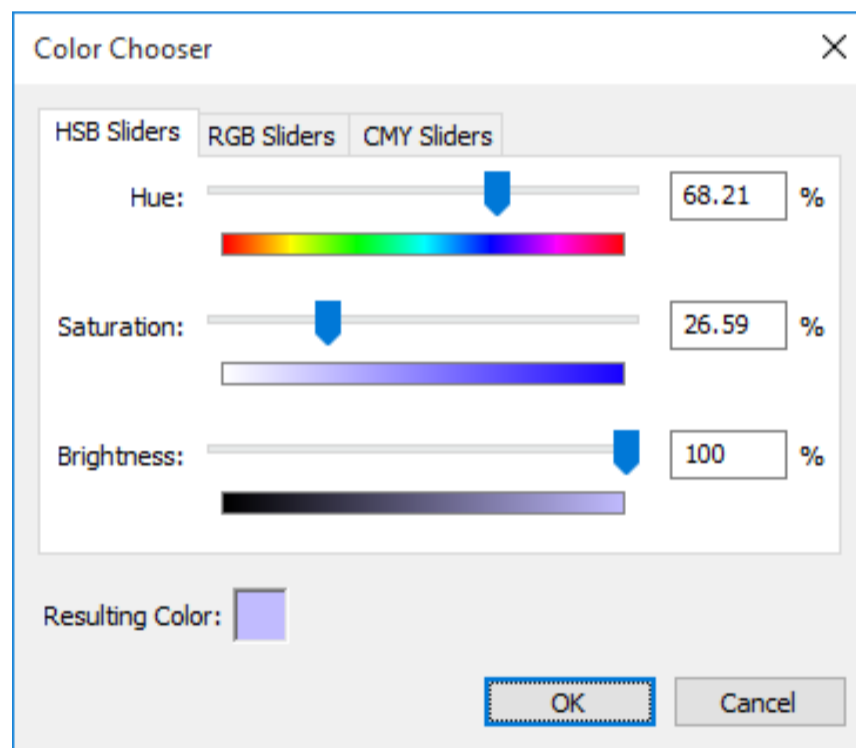 Color Chooser
HSB Sliders RGB Sliders CMY Sliders
Hue: 68.21 %
Saturation: 26.59 %
Brightness: 100 %
Resulting Color:
OK Cancel